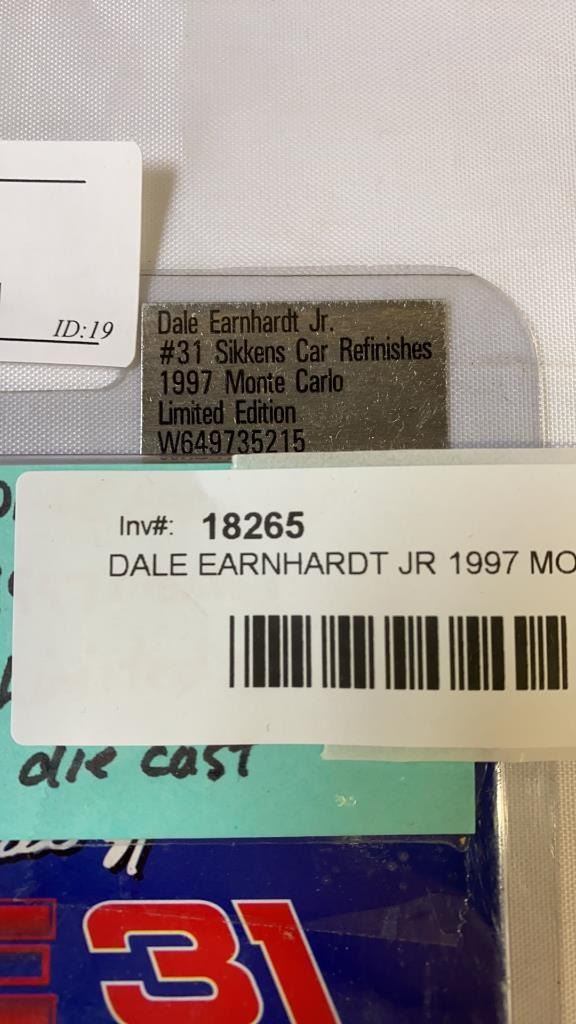 ID:19
Dale Earnhardt Jr.
#31 Sikkens Car Refinishes
1997 Monte Carlo
Limited Edition
W649735215
Inv#: 18265
DALE EARNHARDT JR 1997 MO
die cast
31